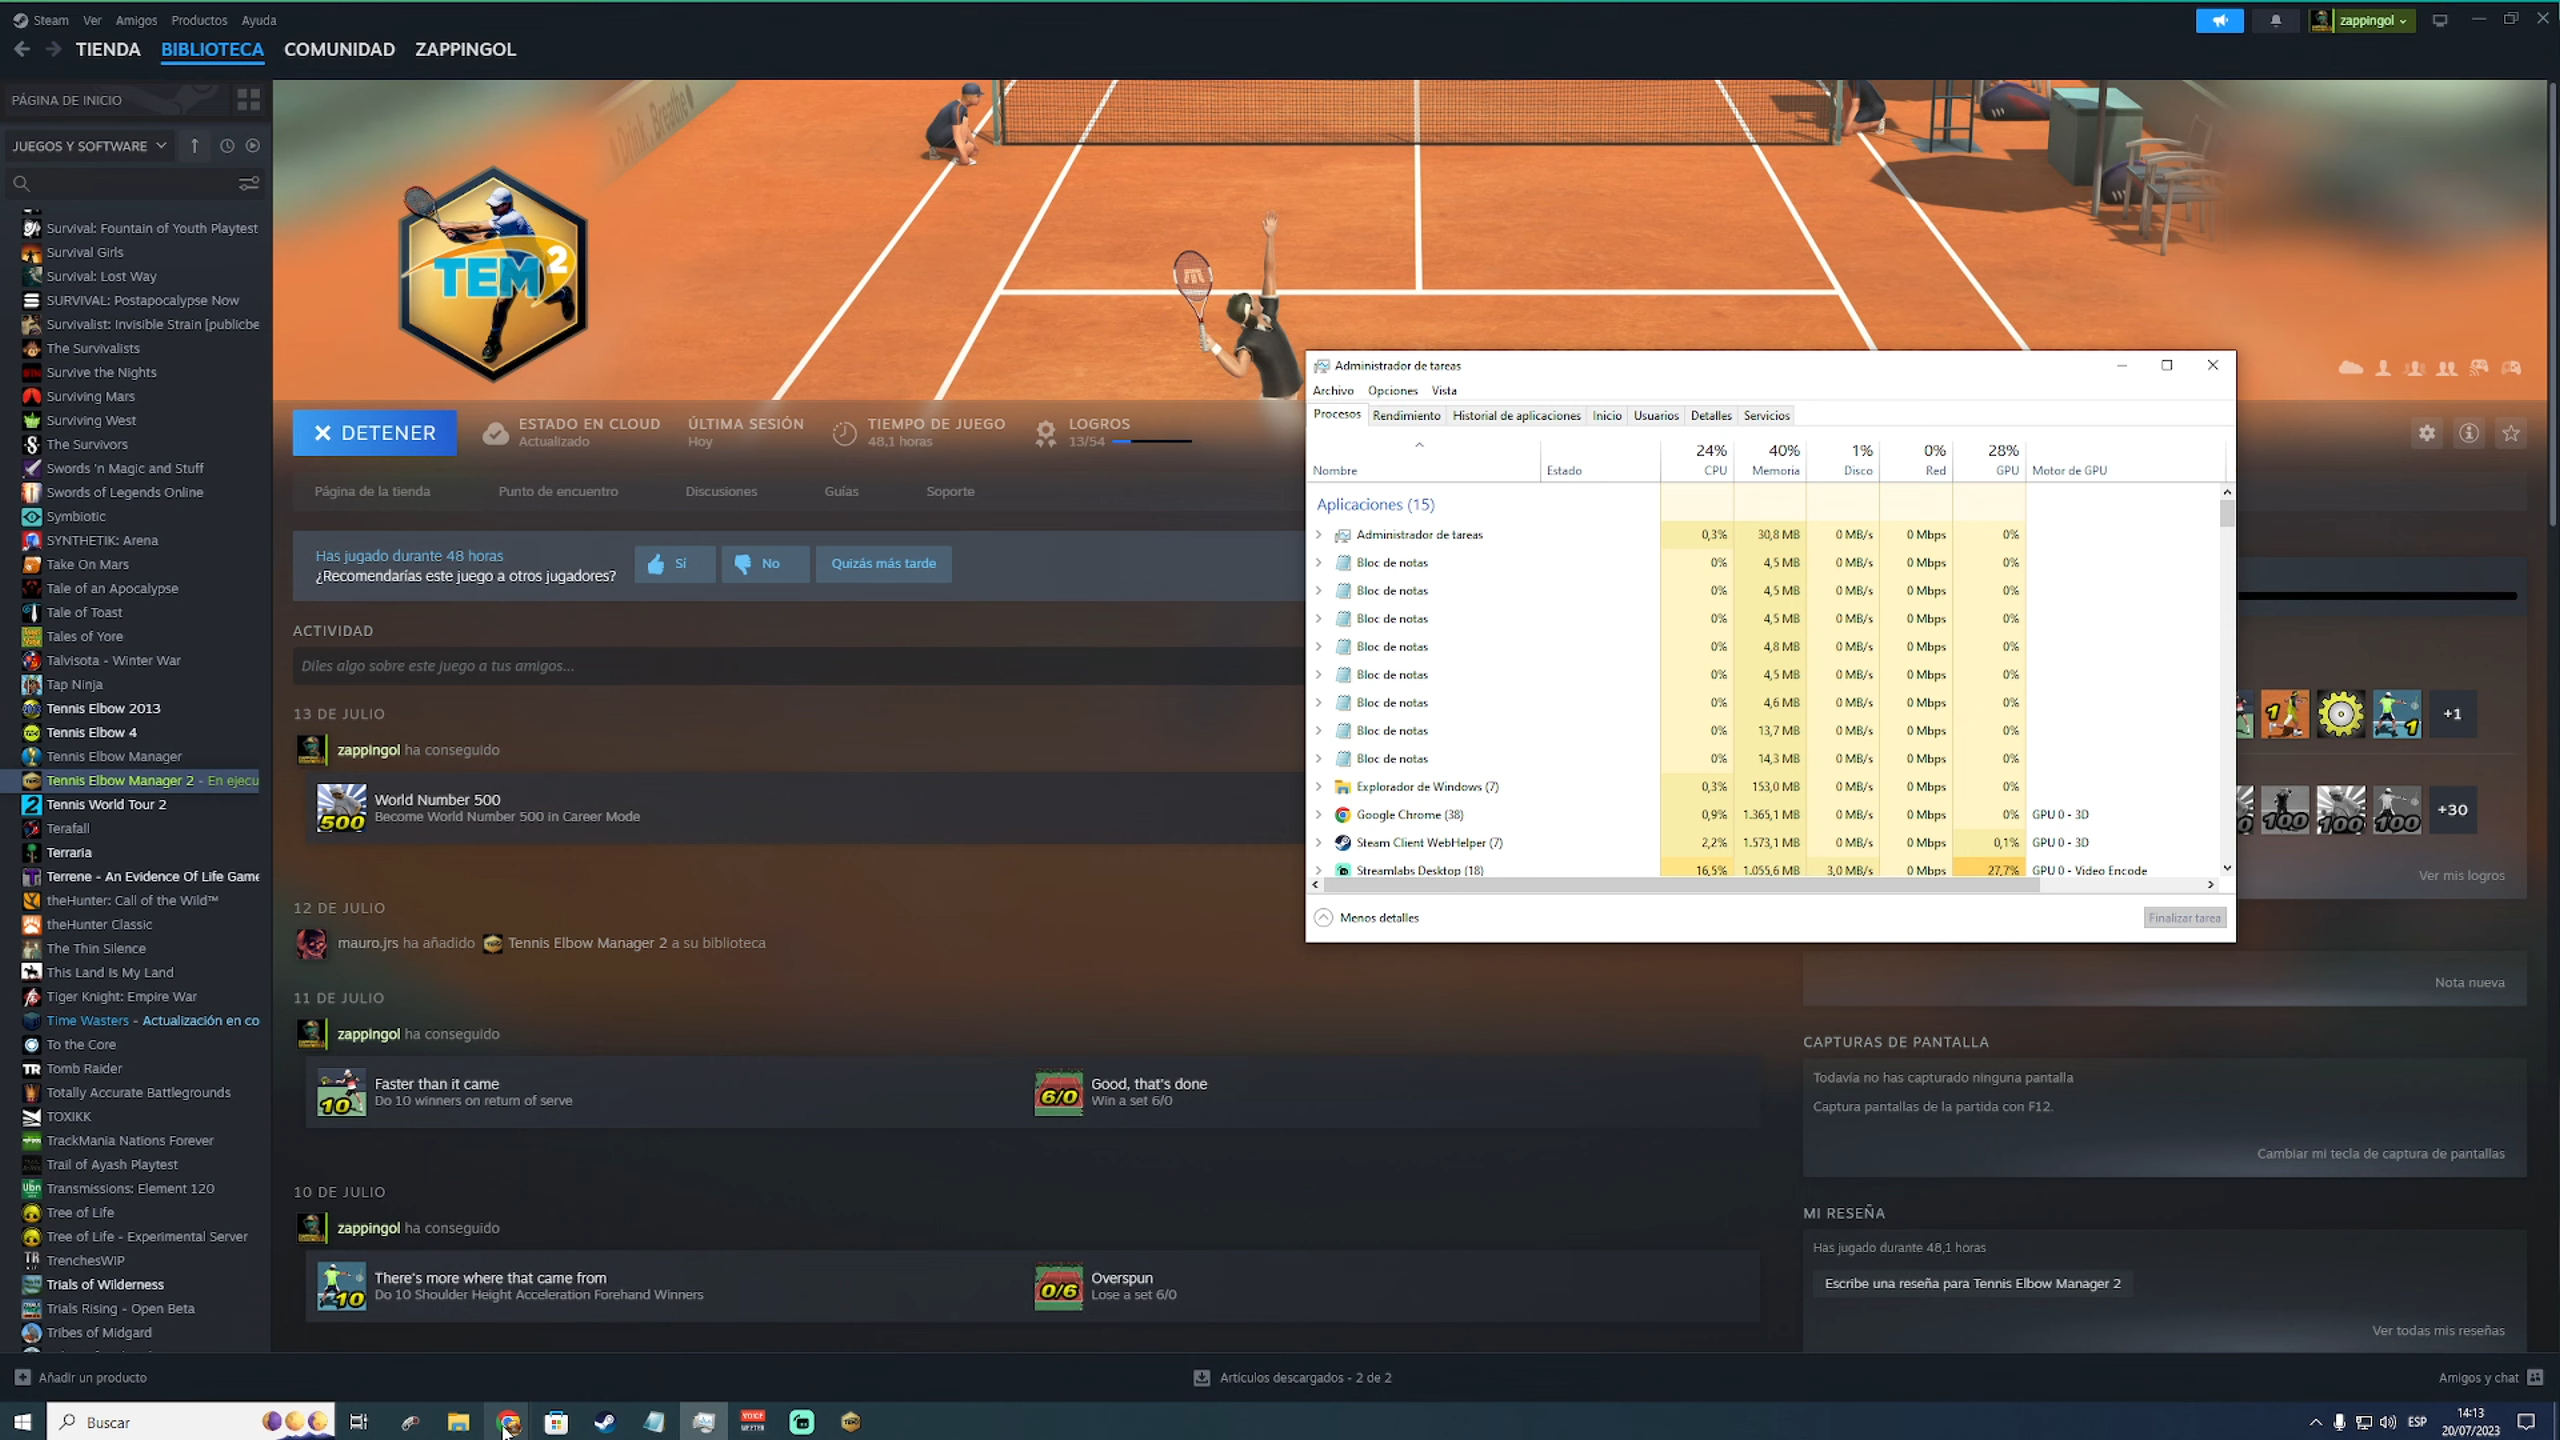 Steam Ver Amigos Productos Ayuda
zappingol
TIENDA BIBLIOTECA COMUNIDAD ZAPPINGOL
PÁGINA DE INICIO
JUEGOS Y SOFTWARE
Survival: Fountain of Youth Playtest
Survival Girls
Survival: Lost Way
SURVIVAL: Postapocalypse Now
Survivalist: Invisible Strain [publicbe
The Survivalists
Survive the Nights
Surviving Mars
Surviving West
The Survivors
Swords 'n Magic and Stuff
Swords of Legends Online
Symbiotic
SYNTHETIK: Arena
Take On Mars
Tale of an Apocalypse
Tale of Toast
Tales of Yore
Talvisota - Winter War
Tap Ninja
Tennis Elbow 2013
Tennis Elbow 4
Tennis Elbow Manager
Tennis Elbow Manager 2 - En ejecu
Tennis World Tour 2
Terafall
Terraria
Terrene - An Evidence Of Life Game
theHunter: Call of the Wild™
theHunter Classic
The Thin Silence
This Land Is My Land
Tiger Knight: Empire War
Time Wasters - Actualización en co
To the Core
Tomb Raider
Totally Accurate Battlegrounds
TOXIKK
TrackMania Nations Forever
Trail of Ayash Playtest
Transmissions: Element 120
Tree of Life
Tree of Life - Experimental Server
TrenchesWIP
Trials of Wilderness
Trials Rising - Open Beta
Tribes of Midgard
Drink, Breathe
TEM 2
DETENER
ESTADO EN CLOUD
Actualizado
ÚLTIMA SESIÓN
Hoy
TIEMPO DE JUEGO
48,1 horas
LOGROS
13/54
Página de la tienda Punto de encuentro Discusiones Guías Soporte
Has jugado durante 48 horas
¿Recomendarías este juego a otros jugadores?
Sí No Quizás más tarde
ACTIVIDAD
Diles algo sobre este juego a tus amigos...
13 DE JULIO
zappingol ha conseguido
500
World Number 500
Become World Number 500 in Career Mode
12 DE JULIO
mauro.jrs ha añadido Tennis Elbow Manager 2 a su biblioteca
11 DE JULIO
zappingol ha conseguido
10
Faster than it came
Do 10 winners on return of serve
6/0
Good, that's done
Win a set 6/0
10 DE JULIO
zappingol ha conseguido
10
There's more where that came from
Do 10 Shoulder Height Acceleration Forehand Winners
0/6
Overspun
Lose a set 6/0
Administrador de tareas
Archivo Opciones Vista
Procesos Rendimiento Historial de aplicaciones Inicio Usuarios Detalles Servicios
24% 40% 1% 0% 28%
Nombre Estado CPU Memoria Disco Red GPU Motor de GPU
Aplicaciones (15)
Administrador de tareas 0,3% 30,8 MB 0 MB/s 0 Mbps 0%
Bloc de notas 0% 4,5 MB 0 MB/s 0 Mbps 0%
Bloc de notas 0% 4,5 MB 0 MB/s 0 Mbps 0%
Bloc de notas 0% 4,5 MB 0 MB/s 0 Mbps 0%
Bloc de notas 0% 4,8 MB 0 MB/s 0 Mbps 0%
Bloc de notas 0% 4,5 MB 0 MB/s 0 Mbps 0%
Bloc de notas 0% 4,6 MB 0 MB/s 0 Mbps 0%
Bloc de notas 0% 13,7 MB 0 MB/s 0 Mbps 0%
Bloc de notas 0% 14,3 MB 0 MB/s 0 Mbps 0%
Explorador de Windows (7) 0,3% 153,0 MB 0 MB/s 0 Mbps 0%
Google Chrome (38) 0,9% 1.365,1 MB 0 MB/s 0 Mbps 0% GPU 0 - 3D
Steam Client WebHelper (7) 2,2% 1.573,1 MB 0 MB/s 0 Mbps 0,1% GPU 0 - 3D
Streamlabs Desktop (18) 16,5% 1.055,6 MB 3,0 MB/s 0 Mbps 27,7% GPU 0 - Video Encode
Menos detalles
Finalizar tarea
1 1 +1
100 100 100 +30
Ver mis logros
Nota nueva
CAPTURAS DE PANTALLA
Todavía no has capturado ninguna pantalla
Captura pantallas de la partida con F12.
Cambiar mi tecla de captura de pantallas
MI RESEÑA
Has jugado durante 48,1 horas
Escribe una reseña para Tennis Elbow Manager 2
Ver todas mis reseñas
Añadir un producto
Artículos descargados - 2 de 2
Amigos y chat
Buscar
VOICE
MEETER
ESP
14:13
20/07/2023